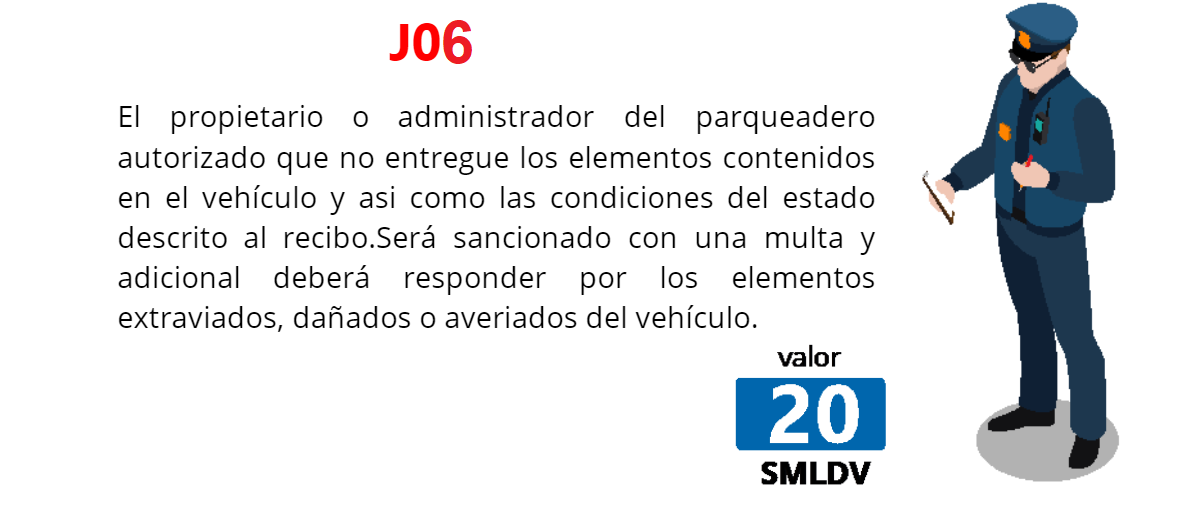 J06
El propietario o administrador del parqueadero
autorizado que no entregue los elementos contenidos
en el vehículo y asi como las condiciones del estado
descrito al recibo.Será sancionado con una multa y
adicional deberá responder por los elementos
extraviados, dañados o averiados del vehículo.
valor
20
SMLDV